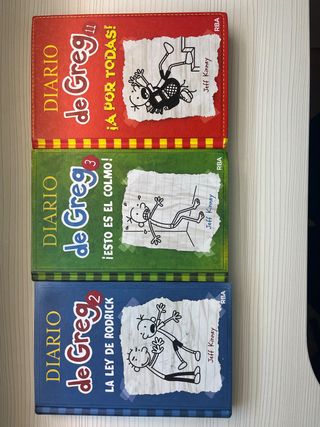 DIARIO
de Greg 11
¡A POR TODAS!
Jeff Kinney
RBA
DIARIO
de Greg 3
¡ESTO ES EL COLMO!
Jeff Kinney
RBA
DIARIO
de Greg 2
LA LEY DE RODRICK
Jeff Kinney
RBA